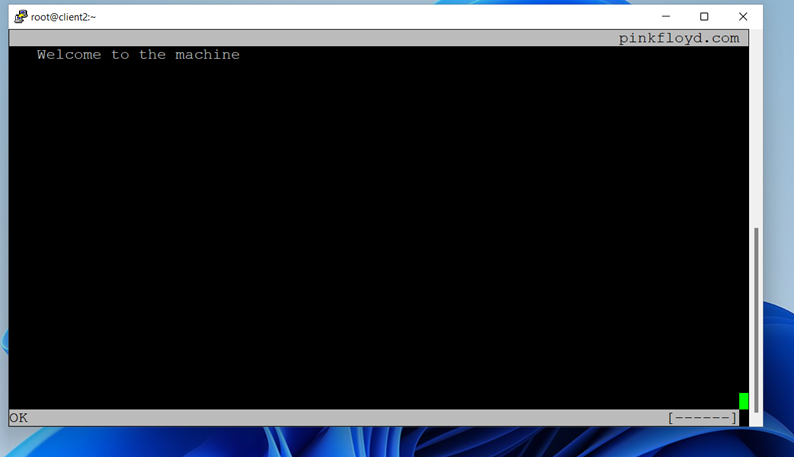 root@client2:~
pinkfloyd.com
Welcome to the machine
OK [------]